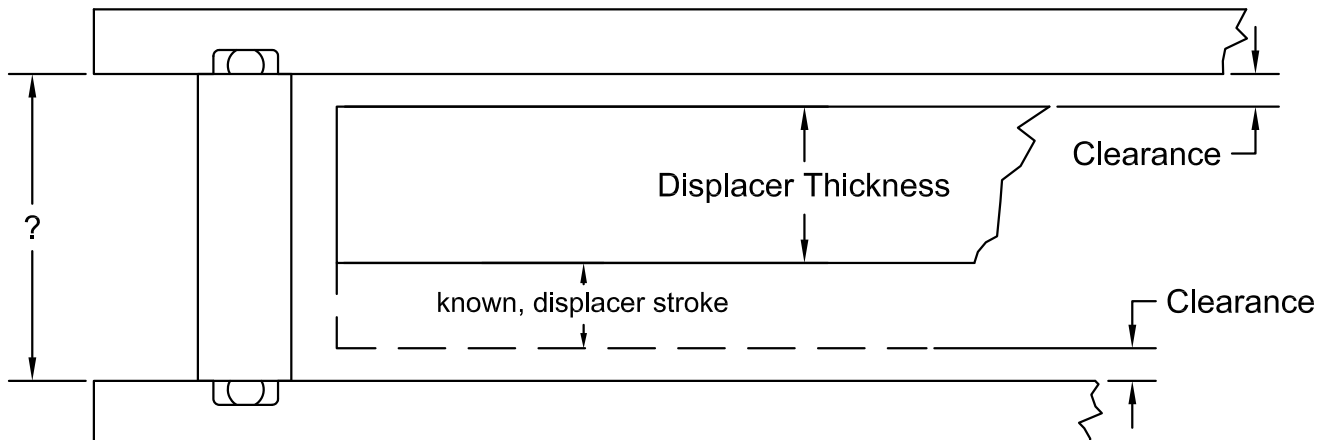 Clearance
Displacer Thickness
?
known, displacer stroke
Clearance